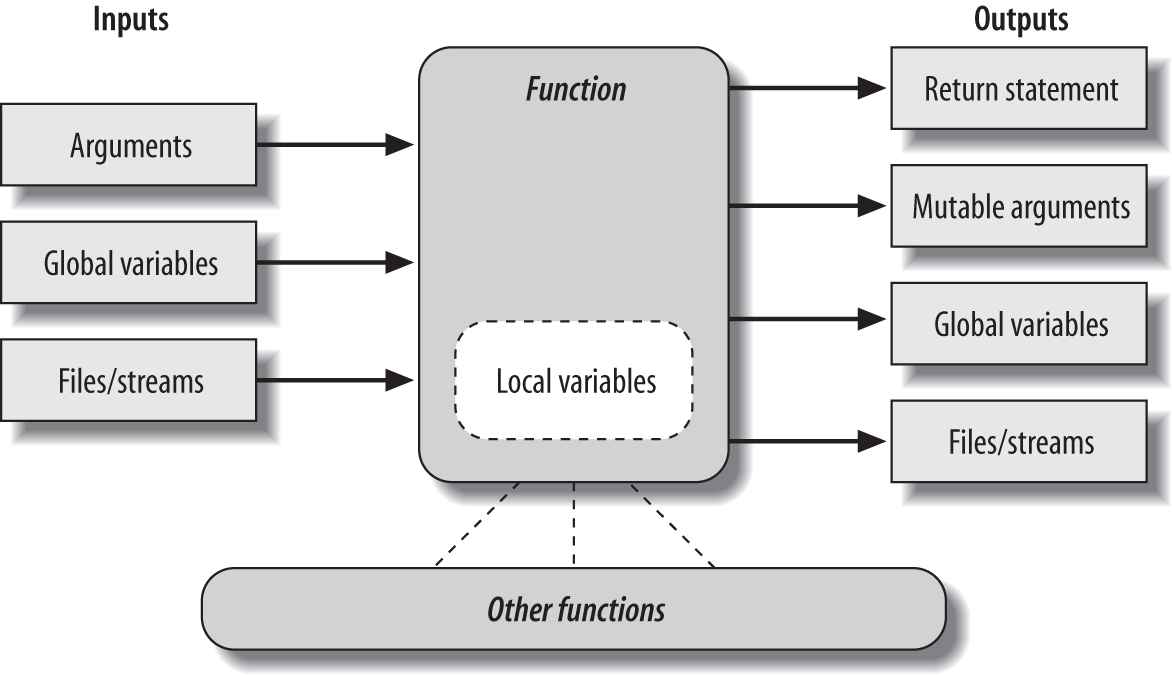 Inputs
Arguments
Global variables
Files/streams
Function
Local variables
Outputs
Return statement
Mutable arguments
Global variables
Files/streams
Other functions